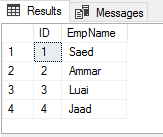 Results Messages
ID EmpName
1 1 Saed
2 2 Ammar
3 3 Luai
4 4 Jaad